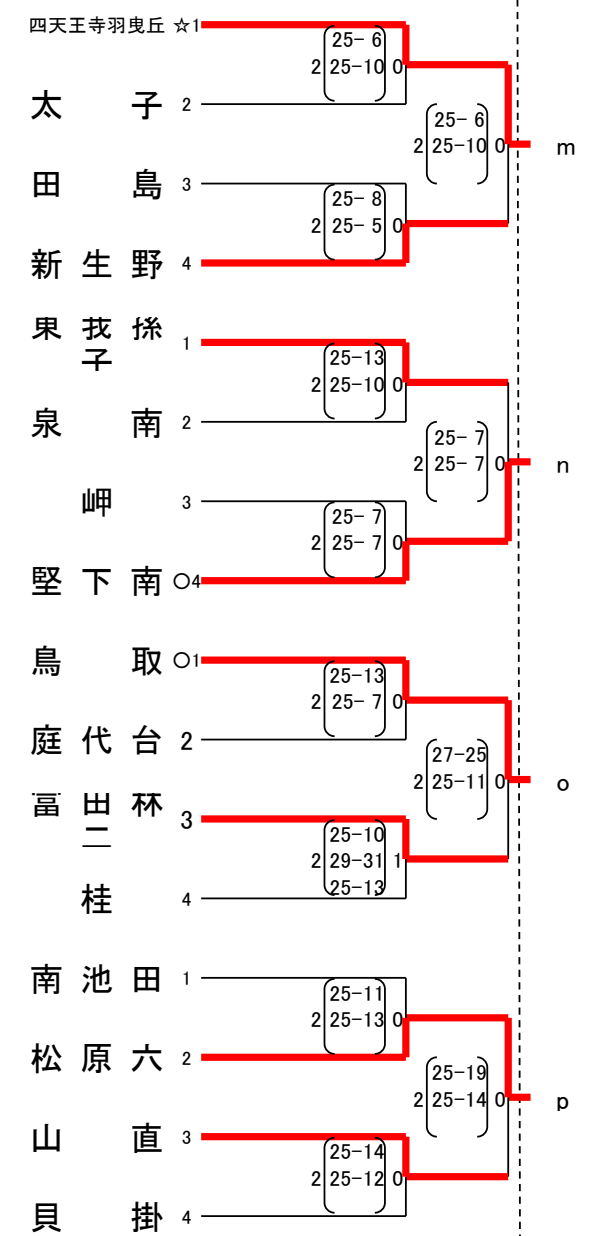 四天王寺羽曳丘 ☆1
25- 6
2 25-10 0
太子 2
25- 6
2 25-10 0 m
田島 3
25- 8
2 25- 5 0
新生野 4
東我孫子 1
25-13
2 25-10 0
泉南 2
25- 7
2 25- 7 0 n
岬 3
25- 7
2 25- 7 0
堅下南 ○4
鳥取 ○1
25-13
2 25- 7 0
庭代台 2
27-25
2 25-11 0 o
富田林二 3
25-10
2 29-31 1
25-13
桂 4
南池田 1
25-11
2 25-13 0
松原六 2
25-19
2 25-14 0 p
山直 3
25-14
2 25-12 0
貝掛 4